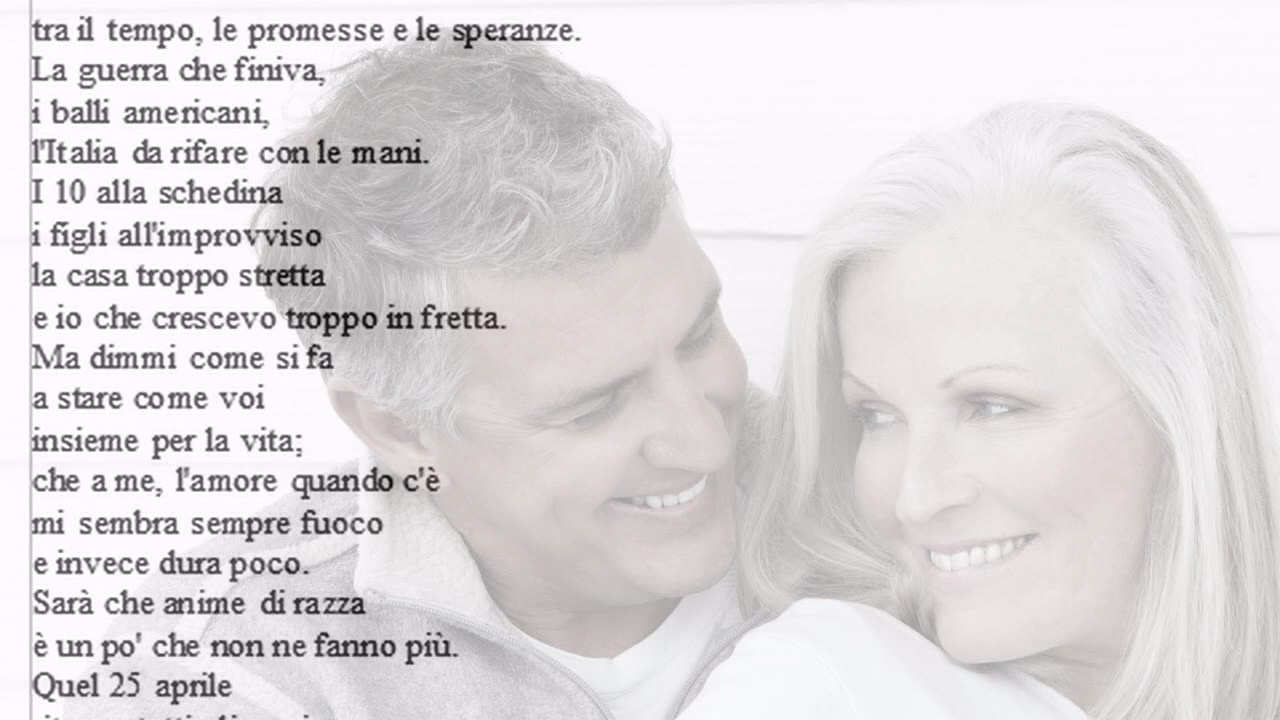 tra il tempo, le promesse e le speranze.
La guerra che finiva,
i balli americani,
l'Italia da rifare con le mani.
I 10 alla schedina
i figli all'improvviso
la casa troppo stretta
e io che crescevo troppo in fretta.
Ma dimmi come si fa
a stare come voi
insieme per la vita;
che a me, l'amore quando c'è
mi sembra sempre fuoco
e invece dura poco.
Sarà che anime di razza
è un po' che non ne fanno più.
Quel 25 aprile